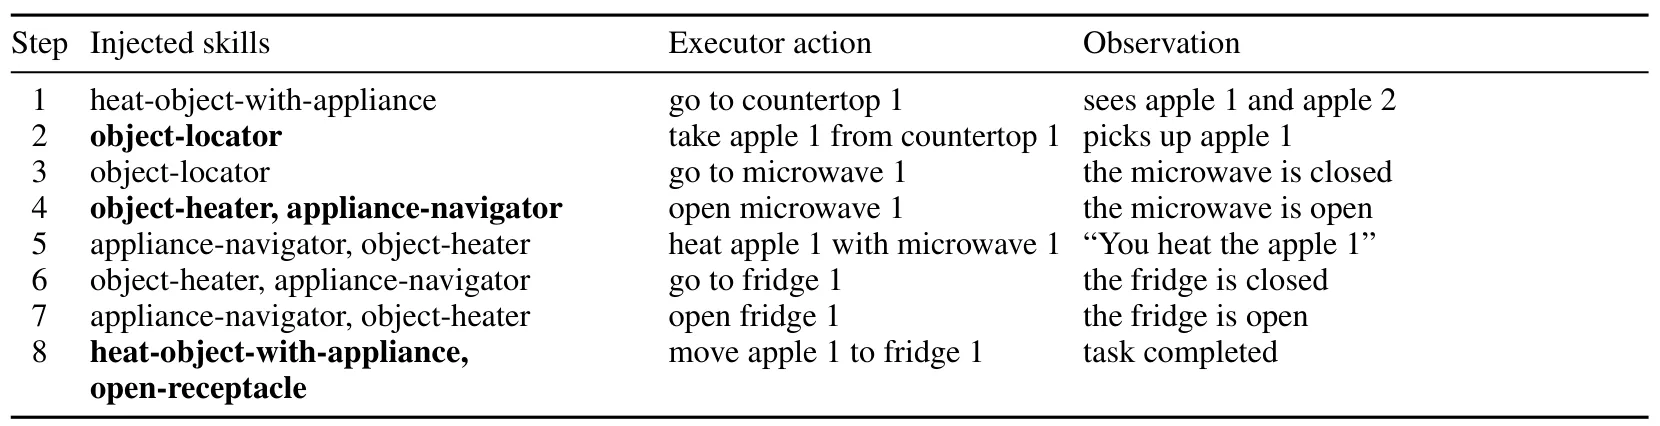 Step Injected skills Executor action Observation
1 heat-object-with-appliance go to countertop 1 sees apple 1 and apple 2
2 object-locator take apple 1 from countertop 1 picks up apple 1
3 object-locator go to microwave 1 the microwave is closed
4 object-heater, appliance-navigator open microwave 1 the microwave is open
5 appliance-navigator, object-heater heat apple 1 with microwave 1 “You heat the apple 1”
6 object-heater, appliance-navigator go to fridge 1 the fridge is closed
7 appliance-navigator, object-heater open fridge 1 the fridge is open
8 heat-object-with-appliance, move apple 1 to fridge 1 task completed
open-receptacle